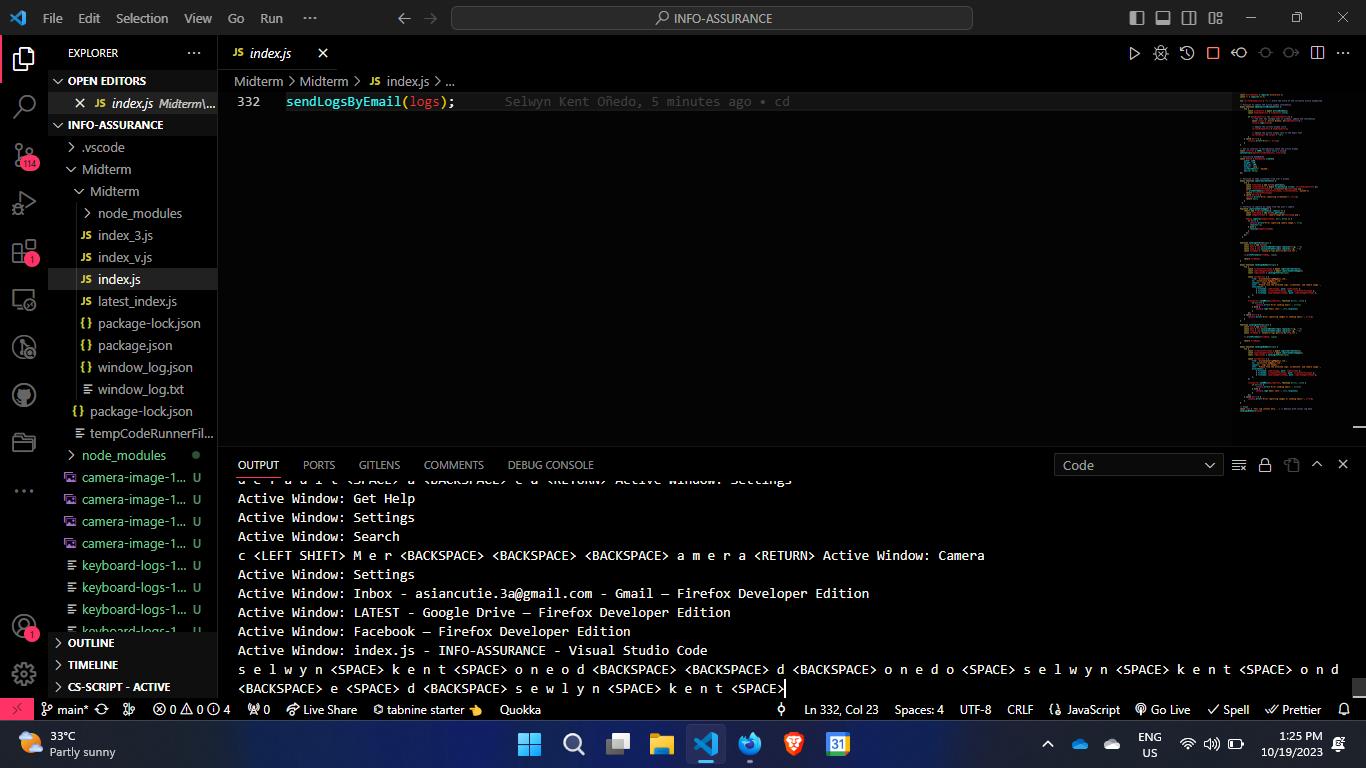 File Edit Selection View Go Run ··· INFO-ASSURANCE
EXPLORER ···
OPEN EDITORS
JS index.js Midterm\...
INFO-ASSURANCE
.vscode
Midterm
Midterm
node_modules
JS index_3.js
JS index_v.js
JS index.js
JS latest_index.js
{} package-lock.json
{} package.json
{} window_log.json
window_log.txt
{} package-lock.json
tempCodeRunnerFil...
node_modules
camera-image-1... U
camera-image-1... U
camera-image-1... U
camera-image-1... U
keyboard-logs-1... U
keyboard-logs-1... U
keyboard-logs-1... U
keyboard-logs-1... U
OUTLINE
TIMELINE
CS-SCRIPT - ACTIVE
114
1
1
JS index.js
Midterm > Midterm > JS index.js > ...
332 sendLogsByEmail(logs); Selwyn Kent Oñedo, 5 minutes ago • cd
OUTPUT PORTS GITLENS COMMENTS DEBUG CONSOLE Code
Active Window: Get Help
Active Window: Settings
Active Window: Search
c <LEFT SHIFT> M e r <BACKSPACE> <BACKSPACE> <BACKSPACE> a m e r a <RETURN> Active Window: Camera
Active Window: Settings
Active Window: Inbox - asiancutie.3a@gmail.com - Gmail — Firefox Developer Edition
Active Window: LATEST - Google Drive — Firefox Developer Edition
Active Window: Facebook — Firefox Developer Edition
Active Window: index.js - INFO-ASSURANCE - Visual Studio Code
s e l w y n <SPACE> k e n t <SPACE> o n e o d <BACKSPACE> <BACKSPACE> d <BACKSPACE> o n e d o <SPACE> s e l w y n <SPACE> k e n t <SPACE> o n d
<BACKSPACE> e <SPACE> d <BACKSPACE> s e w l y n <SPACE> k e n t <SPACE>
main* 0 0 4 0 Live Share tabnine starter 👈 Quokka Ln 332, Col 23 Spaces: 4 UTF-8 CRLF {} JavaScript Go Live Spell Prettier
33°C
Partly sunny
31
ENG
US
1:25 PM
10/19/2023